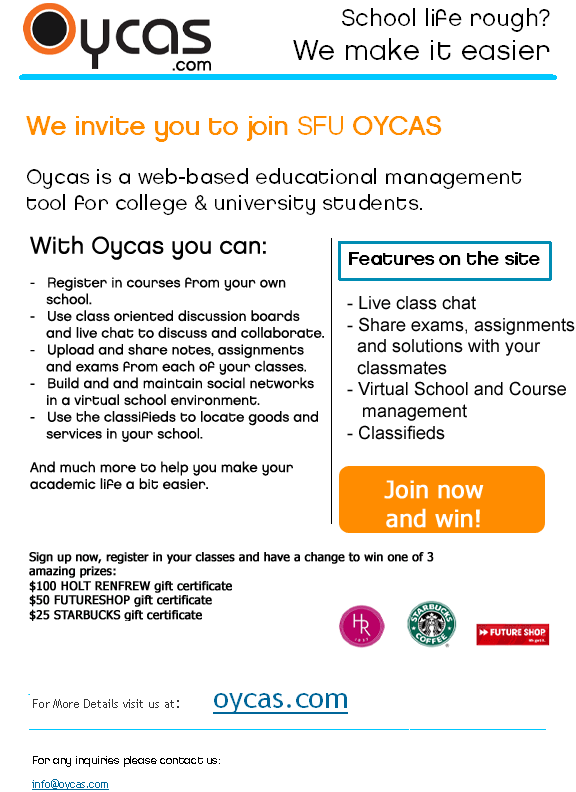 Oycas
.com
School life rough?
We make it easier
We invite you to join SFU OYCAS
Oycas is a web-based educational management
tool for college & university students.
With Oycas you can:
- Register in courses from your own
school.
- Use class oriented discussion boards
and live chat to discuss and collaborate.
- Upload and share notes, assignments
and exams from each of your classes.
- Build and and maintain social networks
in a virtual school environment.
- Use the classifieds to locate goods and
services in your school.
And much more to help you make your
academic life a bit easier.
Features on the site
- Live class chat
- Share exams, assignments
and solutions with your
classmates
- Virtual School and Course
management
- Classifieds
Join now
and win!
Sign up now, register in your classes and have a change to win one of 3
amazing prizes:
$100 HOLT RENFREW gift certificate
$50 FUTURESHOP gift certificate
$25 STARBUCKS gift certificate
HR
1837
STARBUCKS
COFFEE
FUTURE SHOP
For More Details visit us at: oycas.com
For any inquiries please contact us:
info@oycas.com